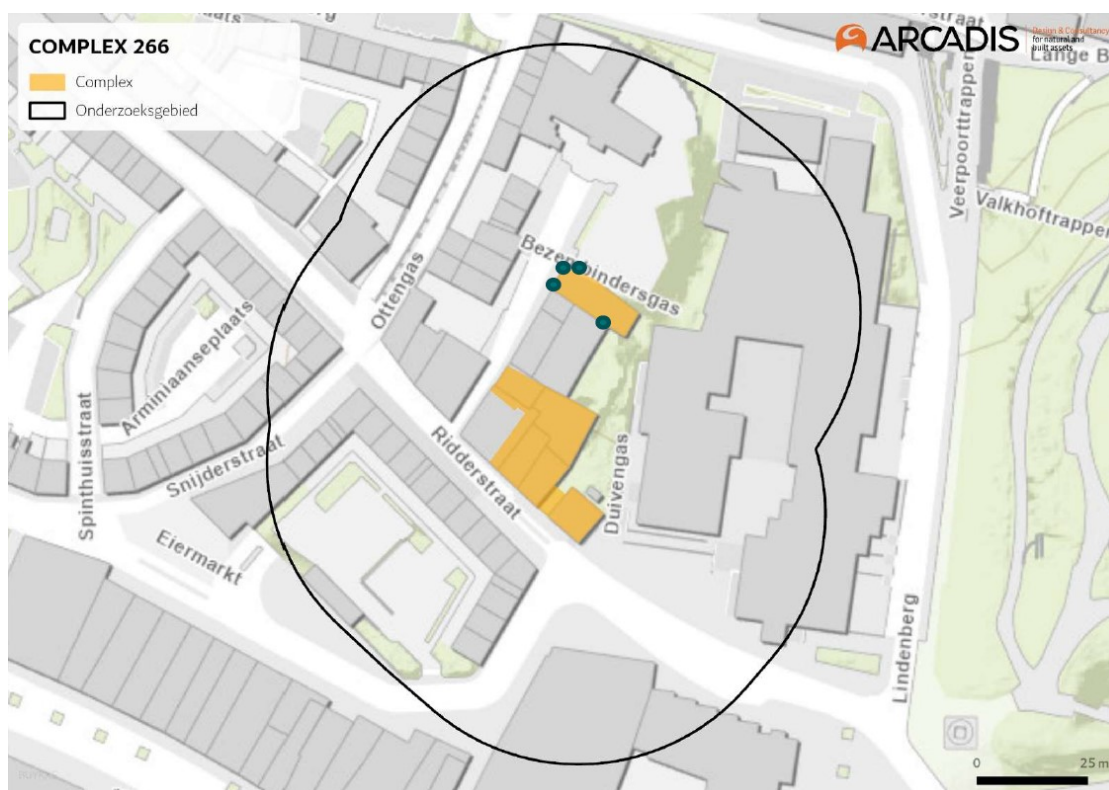 COMPLEX 266
Complex
Onderzoeksgebied
ARCADIS
Design & Consultancy
for natural and
built assets
Lange B
Veerpoorttrappen
Valkhoftrappen
Bezembindersgas
Ottengas
Arminiaanseplaats
Spinthuisstraat
Snijderstraat
Ridderstraat
Duivengas
Eiermarkt
Lindenberg
0
25 m